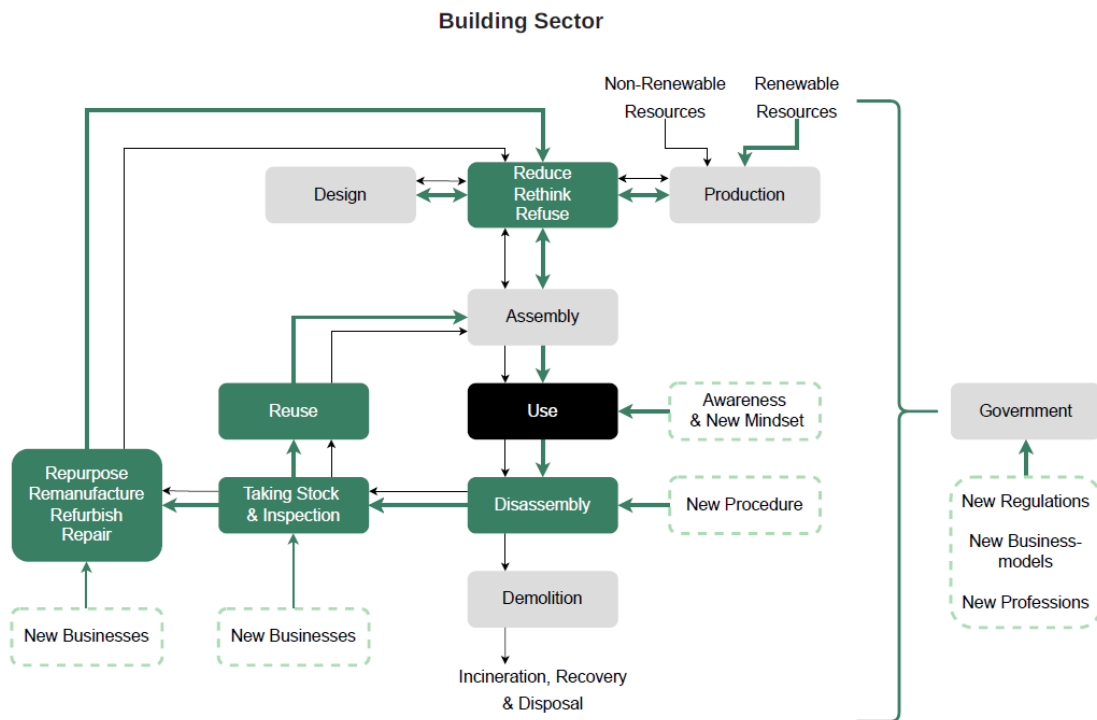 Building Sector
Non-Renewable
Resources
Renewable
Resources
Design
Reduce
Rethink
Refuse
Production
Assembly
Reuse
Use
Awareness
& New Mindset
Government
Repurpose
Remanufacture
Refurbish
Repair
Taking Stock
& Inspection
Disassembly
New Procedure
New Regulations
New Business-
models
New Professions
Demolition
New Businesses
New Businesses
Incineration, Recovery
& Disposal